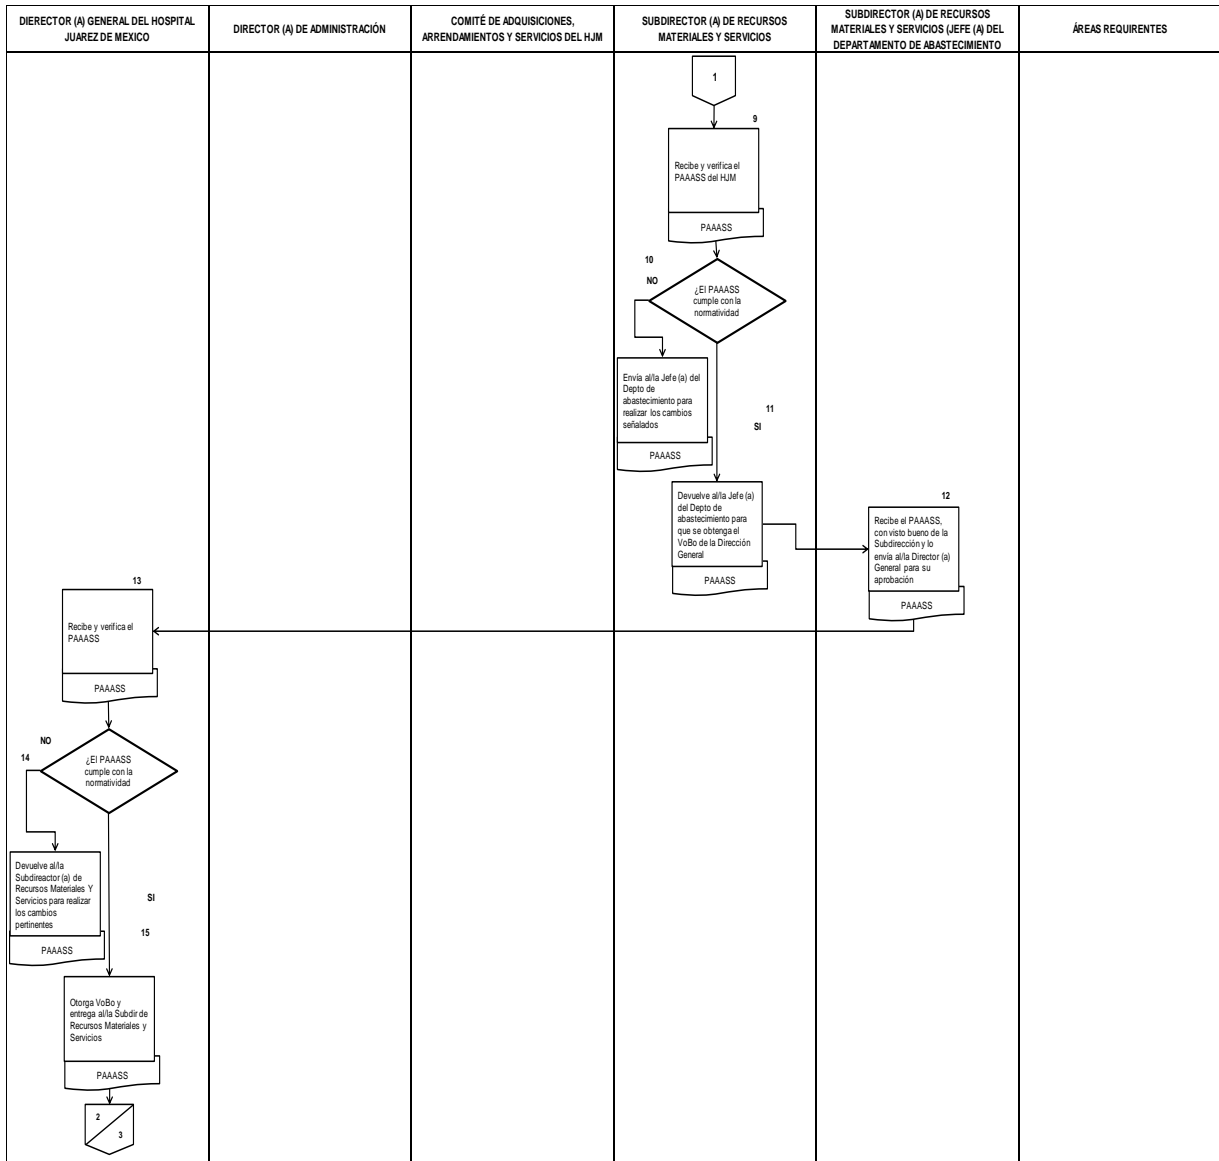 DIERECTOR (A) GENERAL DEL HOSPITAL
JUAREZ DE MEXICO
DIRECTOR (A) DE ADMINISTRACIÓN
COMITÉ DE ADQUISICIONES,
ARRENDAMIENTOS Y SERVICIOS DEL HJM
SUBDIRECTOR (A) DE RECURSOS
MATERIALES Y SERVICIOS
SUBDIRECTOR (A) DE RECURSOS
MATERIALES Y SERVICIOS (JEFE (A) DEL
DEPARTAMENTO DE ABASTECIMIENTO
ÁREAS REQUIRENTES
1
9
Recibe y verifica el
PAAASS del HJM
PAAASS
10
NO
¿El PAAASS
cumple con la
normatividad
Envía al/la Jefe (a) del
Depto de
abastecimiento para
realizar los cambios
señalados
PAAASS
11
SI
Devuelve al/la Jefe (a)
del Depto de
abastecimiento para
que se obtenga el
VoBo de la Dirección
General
PAAASS
12
Recibe el PAAASS,
con visto bueno de la
Subdirección y lo
envía al/la Director (a)
General para su
aprobación
PAAASS
13
Recibe y verifica el
PAAASS
PAAASS
NO
14
¿El PAAASS
cumple con la
normatividad
Devuelve al/la
Subdireactor (a) de
Recursos Materiales Y
Servicios para realizar
los cambios
pertinentes
PAAASS
SI
15
Otorga VoBo y
entrega al/la Subdir de
Recursos Materiales y
Servicios
PAAASS
2
3